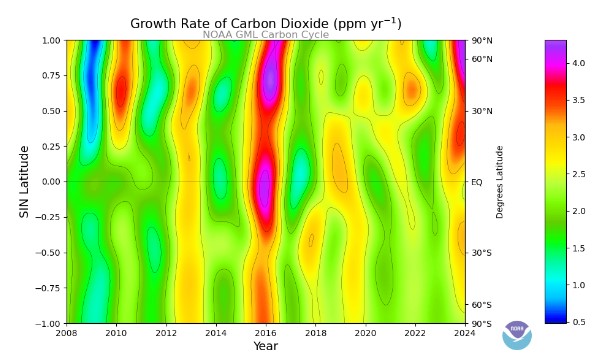 Growth Rate of Carbon Dioxide (ppm yr⁻¹)
NOAA GML Carbon Cycle
1.00
0.75
0.50
0.25
0.00
−0.25
−0.50
−0.75
−1.00
SIN Latitude
90°N
60°N
30°N
EQ
30°S
60°S
90°S
Degrees Latitude
4.0
3.5
3.0
2.5
2.0
1.5
1.0
0.5
2008 2010 2012 2014 2016 2018 2020 2022 2024
Year
NOAA